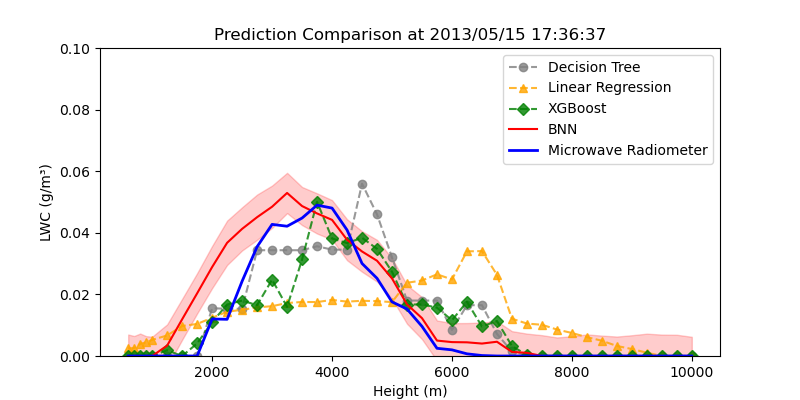 Prediction Comparison at 2013/05/15 17:36:37
0.10
0.08
0.06
0.04
0.02
0.00
LWC (g/m³)
Decision Tree
Linear Regression
XGBoost
BNN
Microwave Radiometer
2000 4000 6000 8000 10000
Height (m)